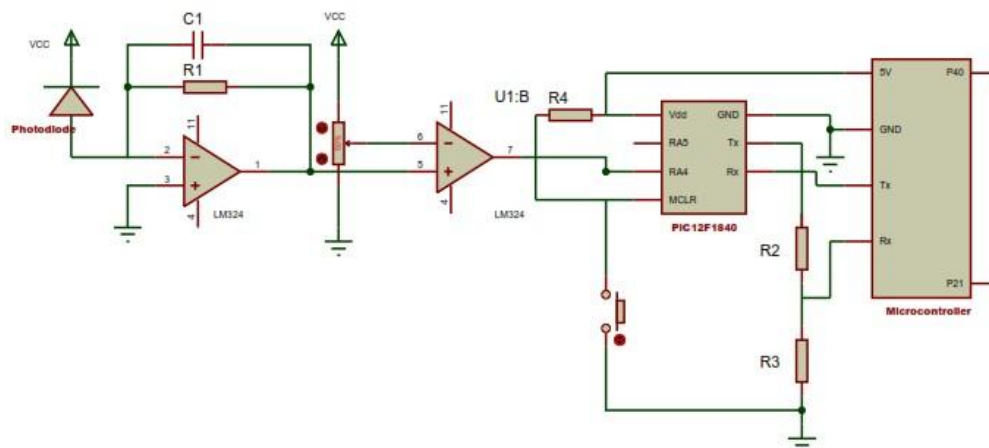 C1
VCC
VCC
R1
Photodiode
11
2
3
1
4
LM324
11
6
5
7
4
LM324
U1:B
R4
Vdd
GND
RA5
Tx
RA4
Rx
MCLR
PIC12F1840
R2
R3
5V
P40
GND
Tx
Rx
P21
Microcontroller